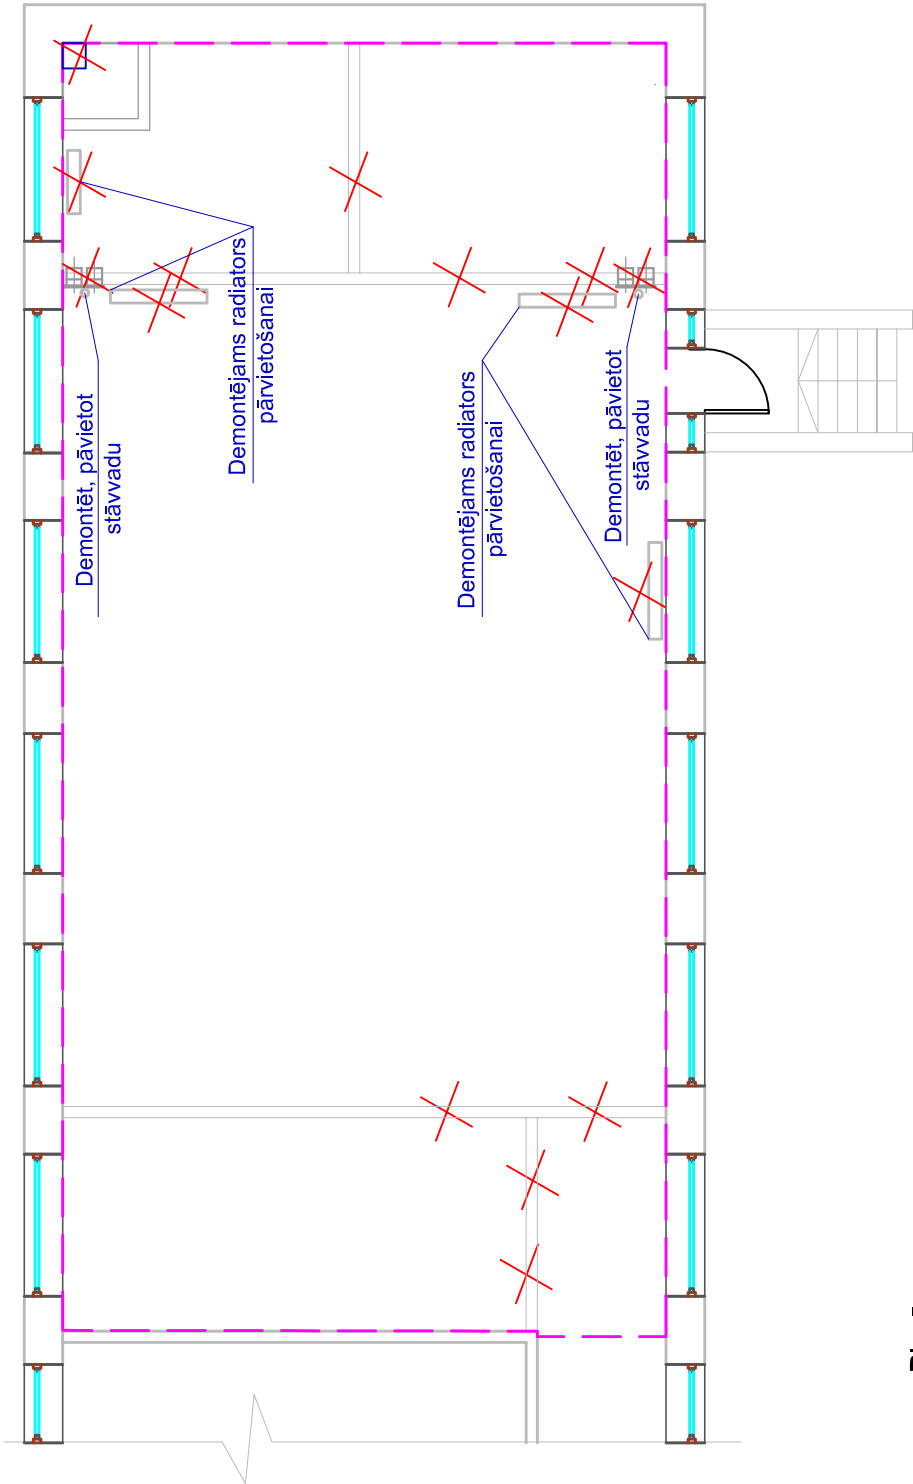 Demontēt, pāvietot
stāvvadu
Demontējams radiators
pārvietošanai
Demontējams radiators
pārvietošanai
Demontēt, pāvietot
stāvvadu